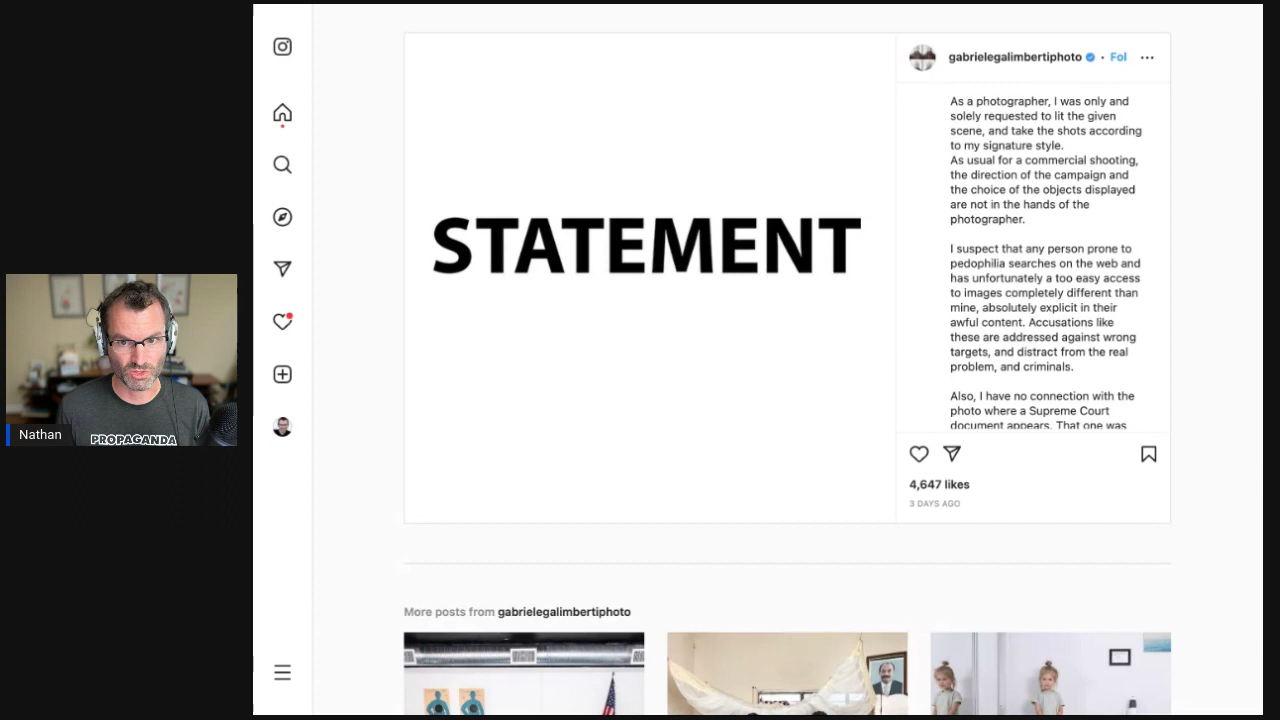 gabrielegalimbertiphoto • Fol
As a photographer, I was only and
solely requested to lit the given
scene, and take the shots according
to my signature style.
As usual for a commercial shooting,
the direction of the campaign and
the choice of the objects displayed
are not in the hands of the
photographer.
I suspect that any person prone to
pedophilia searches on the web and
has unfortunately a too easy access
to images completely different than
mine, absolutely explicit in their
awful content. Accusations like
these are addressed against wrong
targets, and distract from the real
problem, and criminals.
Also, I have no connection with the
photo where a Supreme Court
document appears. That one was
STATEMENT
PROPAGANDA
Nathan
4,647 likes
3 DAYS AGO
More posts from gabrielegalimbertiphoto